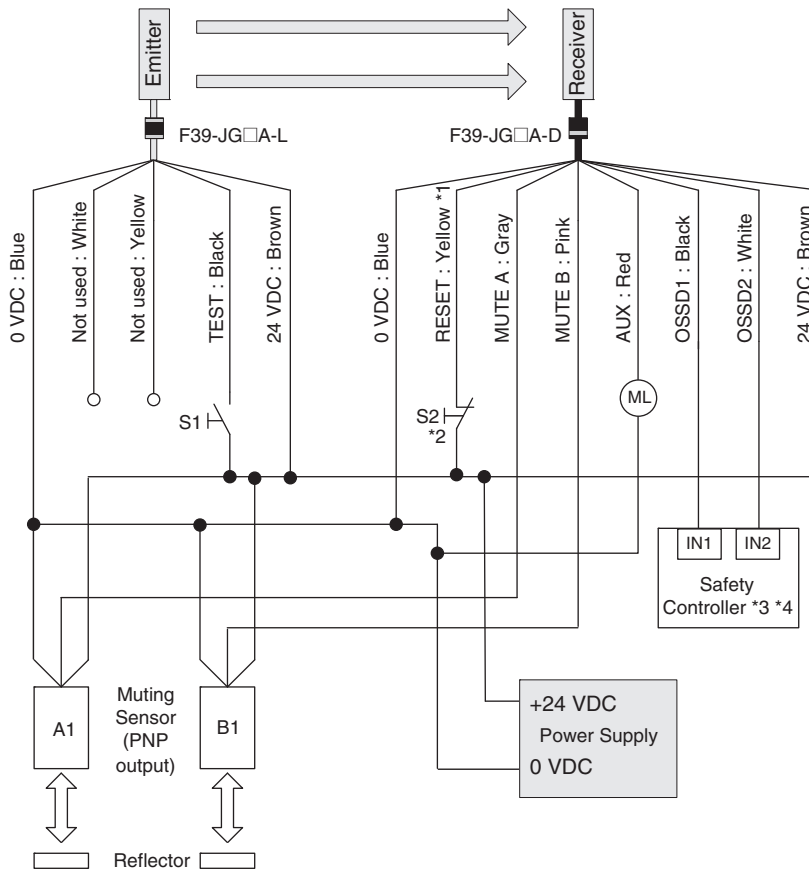 Emitter
Receiver
F39-JG□A-L
F39-JG□A-D
0 VDC : Blue
Not used : White
Not used : Yellow
TEST : Black
24 VDC : Brown
0 VDC : Blue
RESET : Yellow *1
MUTE A : Gray
MUTE B : Pink
AUX : Red
OSSD1 : Black
OSSD2 : White
24 VDC : Brown
S1
S2
*2
ML
IN1
IN2
Safety
Controller *3 *4
A1
Muting
Sensor
(PNP
output)
B1
+24 VDC
Power Supply
0 VDC
Reflector